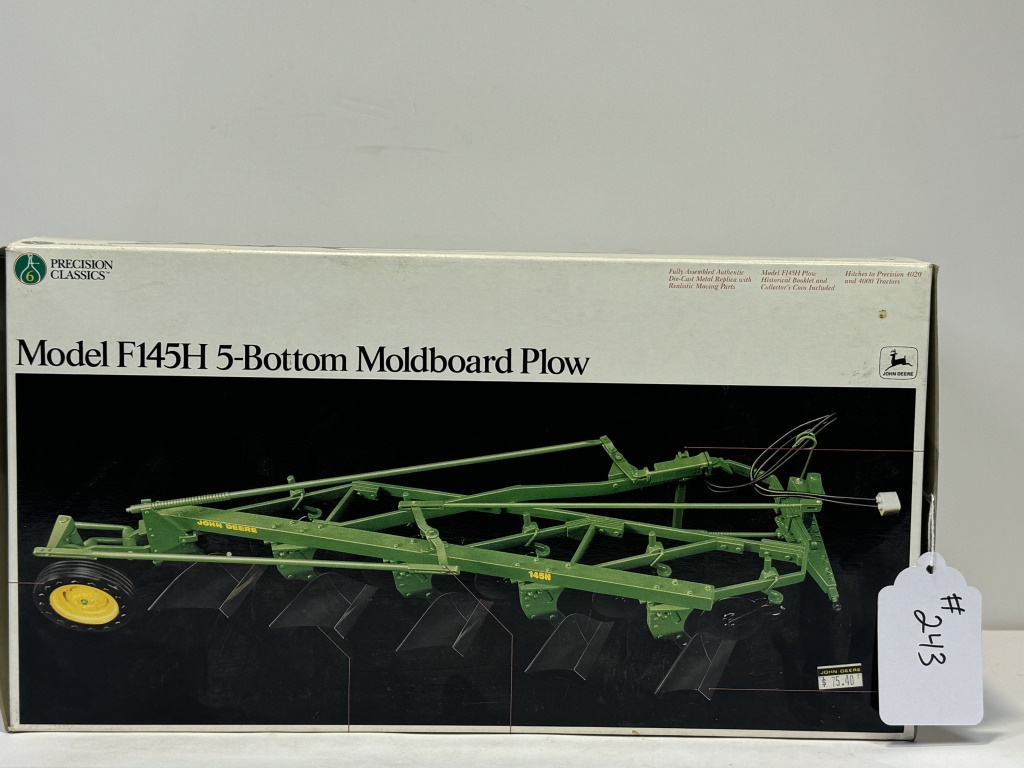 6
PRECISION
CLASSICS™
Fully Assembled Authentic
Die-Cast Metal Replica with
Realistic Moving Parts
Model F145H Plow
Historical Booklet and
Collector's Coin Included
Hitches to Precision 4020
and 4000 Tractors
Model F145H 5-Bottom Moldboard Plow
JOHN DEERE
JOHN DEERE
145H
JOHN DEERE
$ 75.40
# 243